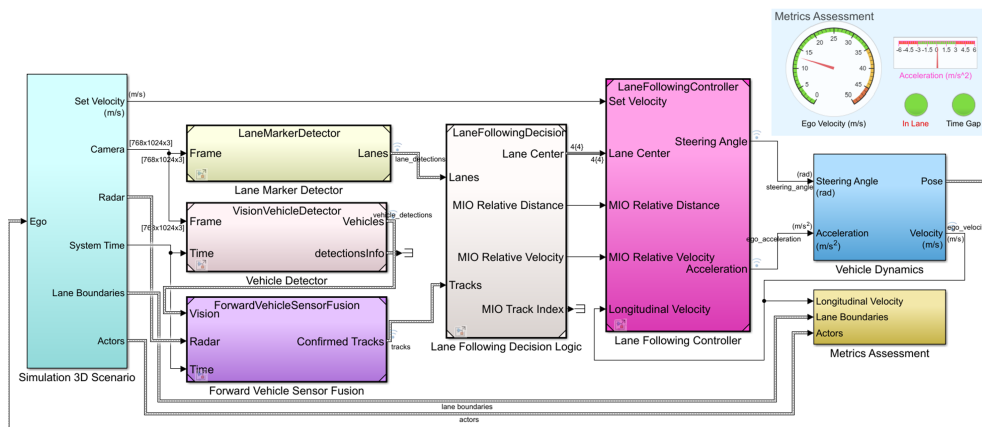 Metrics Assessment
0
5
10
15
20
25
30
35
40
45
50
Ego Velocity (m/s)
-6 -4.5 -3 -1.5 0 1.5 3 4.5 6
Acceleration (m/s^2)
In Lane
Time Gap
Ego
Set Velocity
(m/s)
Camera
Radar
System Time
Lane Boundaries
Actors
Simulation 3D Scenario
(m/s)
[768x1024x3]
[768x1024x3]
[768x1024x3]
LaneMarkerDetector
Frame
Lanes
Lane Marker Detector
lane_detections
VisionVehicleDetector
Frame
Vehicles
Time
detectionsInfo
Vehicle Detector
vehicle_detections
ForwardVehicleSensorFusion
Vision
Radar
Confirmed Tracks
Time
Forward Vehicle Sensor Fusion
tracks
LaneFollowingDecision
Lane Center
Lanes
MIO Relative Distance
MIO Relative Velocity
Tracks
MIO Track Index
Lane Following Decision Logic
4(4)
4(4)
LaneFollowingController
Set Velocity
Steering Angle
Lane Center
MIO Relative Distance
MIO Relative Velocity
Acceleration
Longitudinal Velocity
Lane Following Controller
(rad)
steering_angle
(m/s²)
ego_acceleration
Steering Angle
(rad)
Pose
Acceleration
(m/s²)
Velocity
(m/s)
Vehicle Dynamics
ego_veloci
(m/s)
Longitudinal Velocity
Lane Boundaries
Actors
Metrics Assessment
lane boundaries
actors